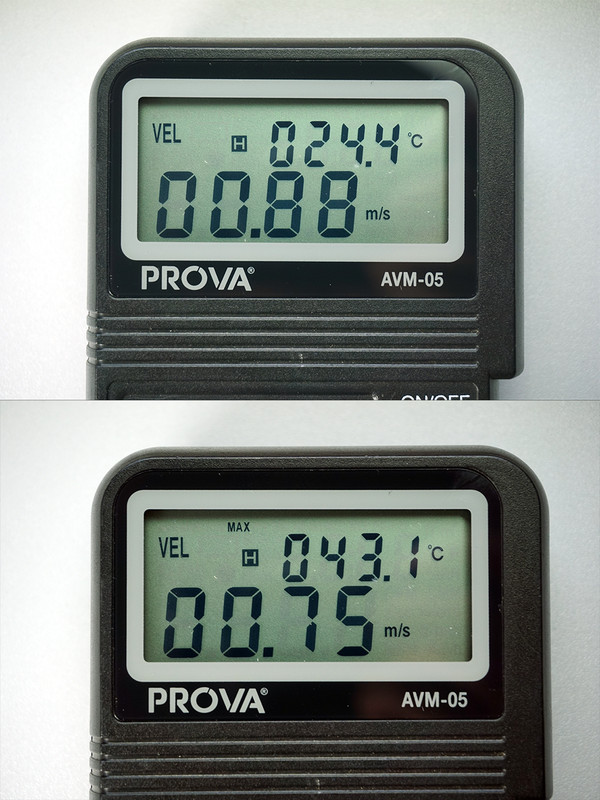 VEL H 024.4 °C
00.88 m/s
PROVA® AVM-05
ON/OFF
MAX
VEL H 043.1 °C
00.75 m/s
PROVA® AVM-05